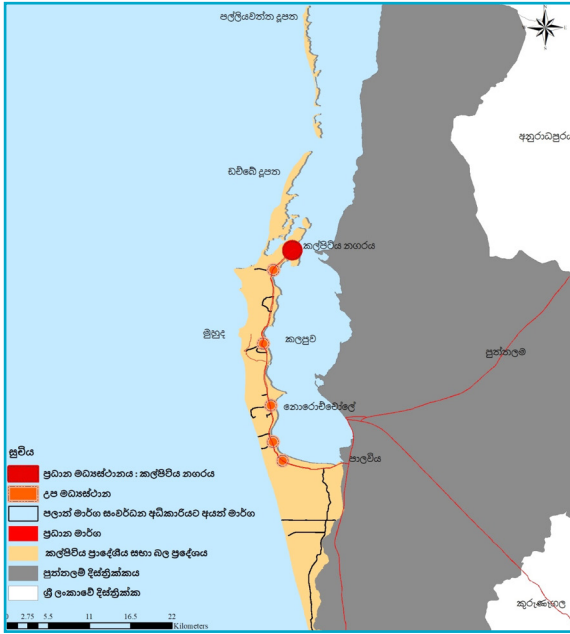 පල්ලියවත්ත දූපත
අනුරාධපුරය
ඩච්බේ දූපත
කල්පිටිය නගරය
මුහුද
කලපුව
පුත්තලම
නොරොච්චෝලේ
පාලවිය
සූචිය
ප්‍රධාන මධ්‍යස්ථානය : කල්පිටිය නගරය
උප මධ්‍යස්ථාන
පලාත් මාර්ග සංවර්ධන අධිකාරියට අයත් මාර්ග
ප්‍රධාන මාර්ග
කල්පිටිය ප්‍රාදේශීය සභා බල ප්‍රදේශය
පුත්තලම් දිස්ත්‍රික්කය
ශ්‍රී ලංකාවේ දිස්ත්‍රික්ක
කුරුණෑගල
0 2.75 5.5 11 16.5 22
Kilometers